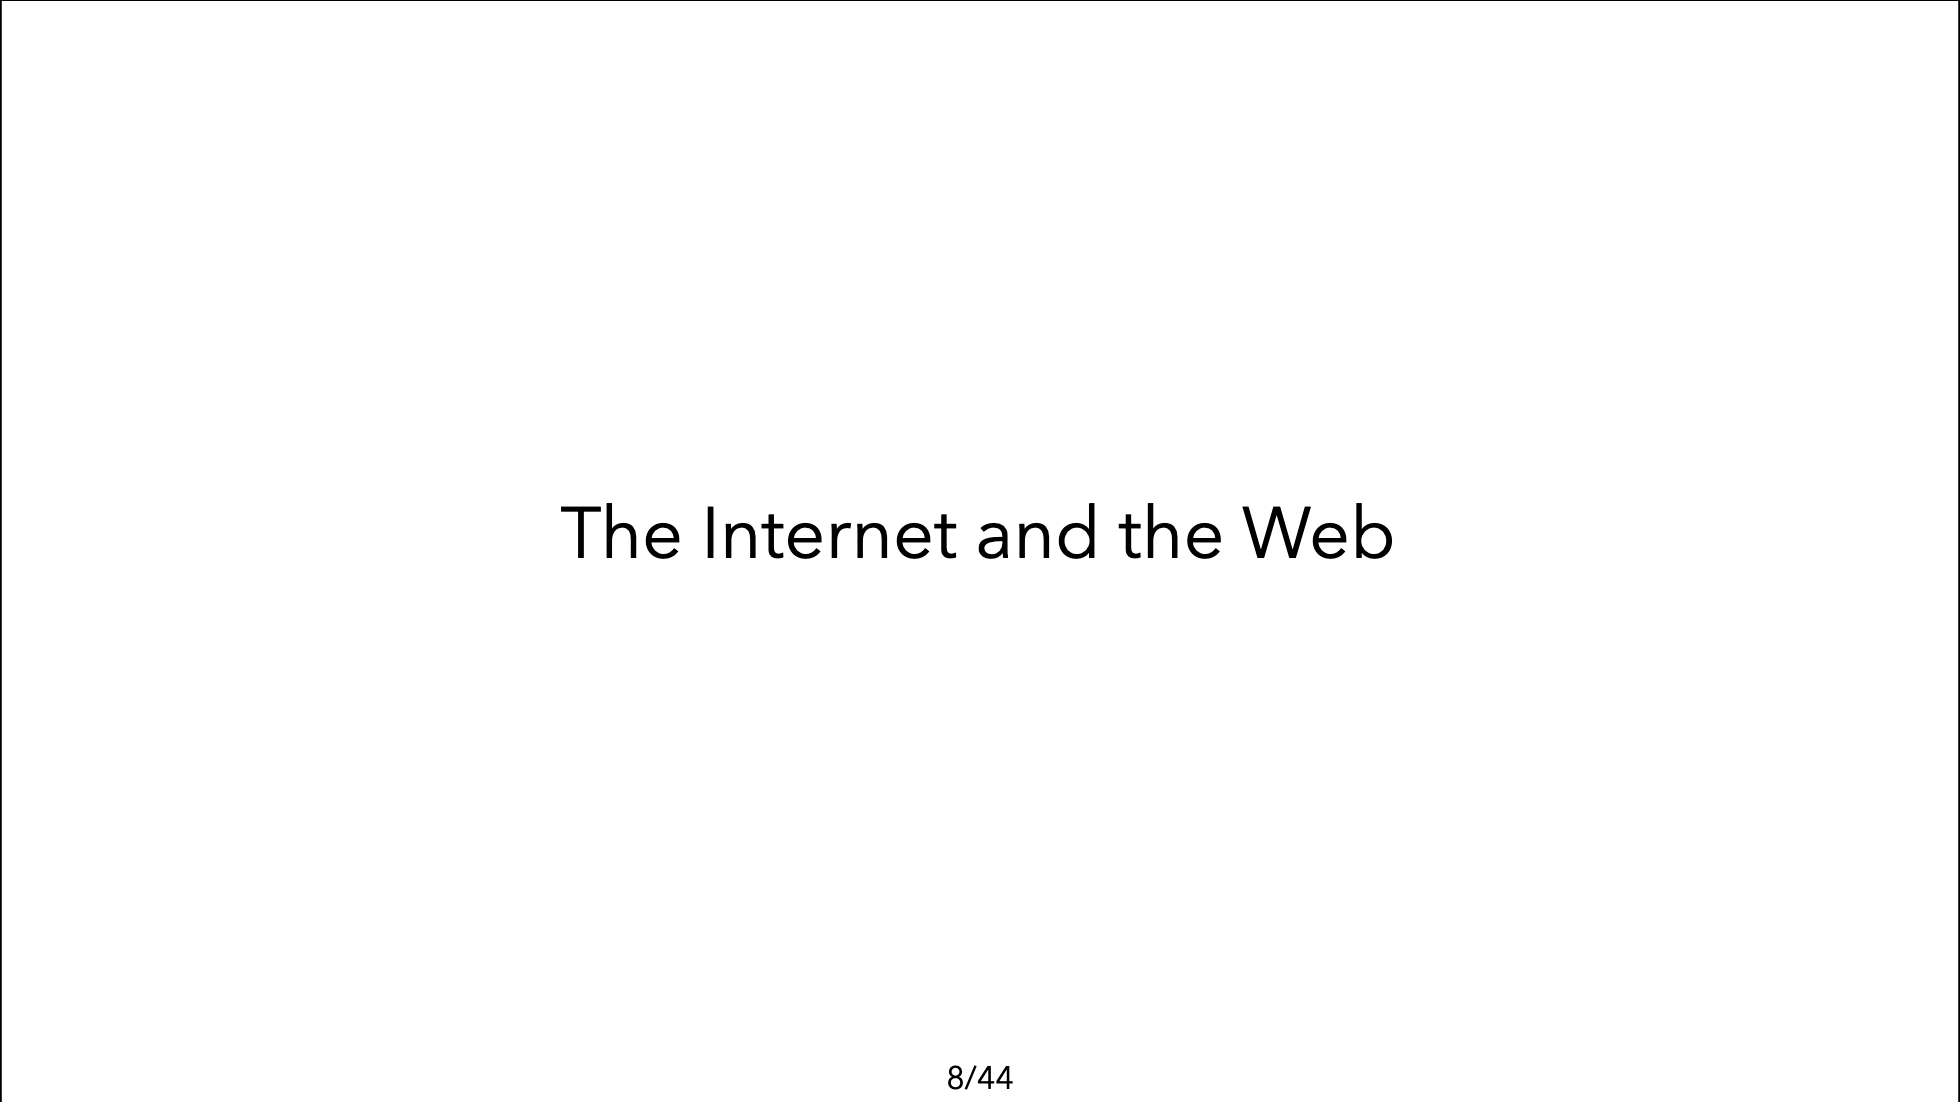 The Internet and the Web
8/44